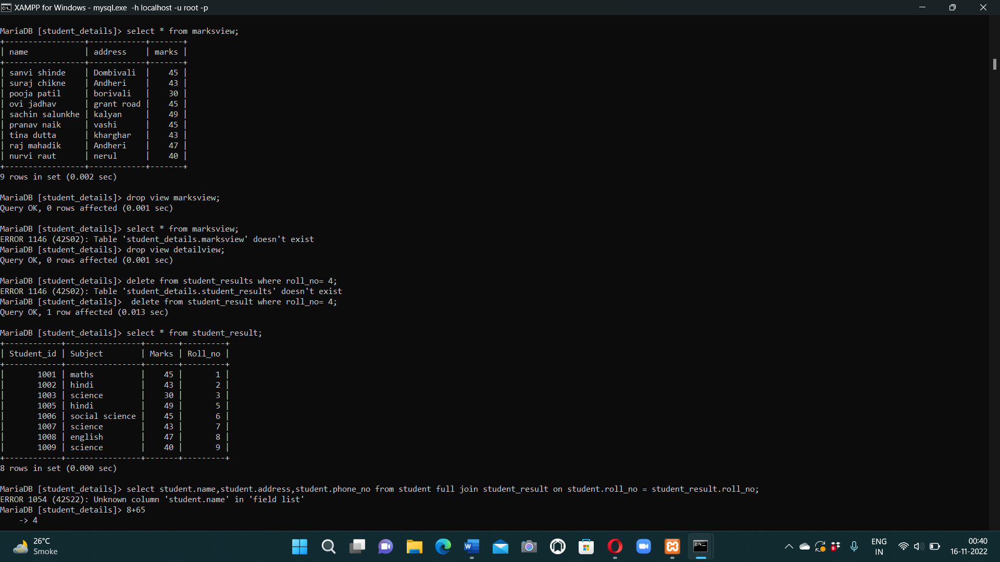 XAMPP for Windows - mysql.exe -h localhost -u root -p
MariaDB [student_details]> select * from marksview;
+-----------------+------------+-------+
| name            | address    | marks |
+-----------------+------------+-------+
| sanvi shinde    | Dombivali  |    45 |
| suraj chikne    | Andheri    |    43 |
| pooja patil     | borivali   |    30 |
| ovi jadhav      | grant road |    45 |
| sachin salunkhe | kalyan     |    49 |
| pranav naik     | vashi      |    45 |
| tina dutta      | kharghar   |    43 |
| raj mahadik     | Andheri    |    47 |
| nurvi raut      | nerul      |    40 |
+-----------------+------------+-------+
9 rows in set (0.002 sec)
MariaDB [student_details]> drop view marksview;
Query OK, 0 rows affected (0.001 sec)
MariaDB [student_details]> select * from marksview;
ERROR 1146 (42S02): Table 'student_details.marksview' doesn't exist
MariaDB [student_details]> drop view detailview;
Query OK, 0 rows affected (0.001 sec)
MariaDB [student_details]> delete from student_results where roll_no= 4;
ERROR 1146 (42S02): Table 'student_details.student_results' doesn't exist
MariaDB [student_details]>  delete from student_result where roll_no= 4;
Query OK, 1 row affected (0.013 sec)
MariaDB [student_details]> select * from student_result;
+------------+----------------+-------+---------+
| Student_id | Subject        | Marks | Roll_no |
+------------+----------------+-------+---------+
|       1001 | maths          |    45 |       1 |
|       1002 | hindi          |    43 |       2 |
|       1003 | science        |    30 |       3 |
|       1005 | hindi          |    49 |       5 |
|       1006 | social science |    45 |       6 |
|       1007 | science        |    43 |       7 |
|       1008 | english        |    47 |       8 |
|       1009 | science        |    40 |       9 |
+------------+----------------+-------+---------+
8 rows in set (0.000 sec)
MariaDB [student_details]> select student.name,student.address,student.phone_no from student full join student_result on student.roll_no = student_result.roll_no;
ERROR 1054 (42S22): Unknown column 'student.name' in 'field list'
MariaDB [student_details]> 8+65
    -> 4
26°C
Smoke
ENG
IN
00:40
16-11-2022